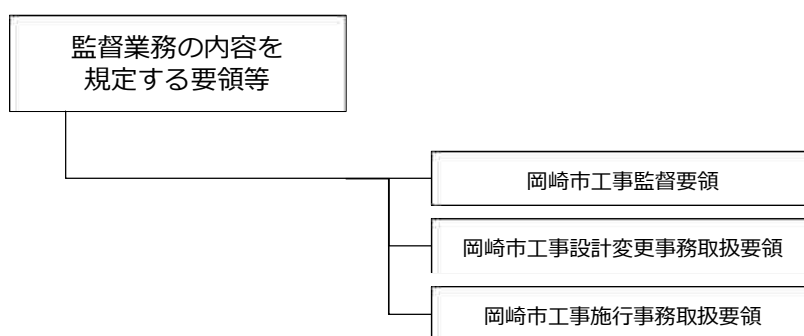 監督業務の内容を
規定する要領等
岡崎市工事監督要領
岡崎市工事設計変更事務取扱要領
岡崎市工事施行事務取扱要領